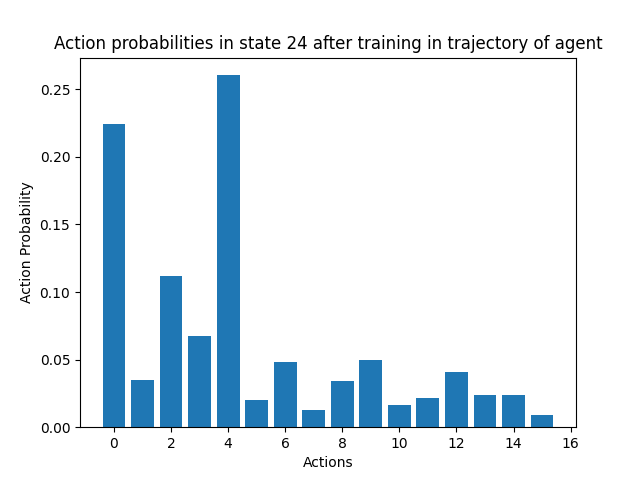 Action probabilities in state 24 after training in trajectory of agent
Action Probability
0.25
0.20
0.15
0.10
0.05
0.00
0 2 4 6 8 10 12 14 16
Actions